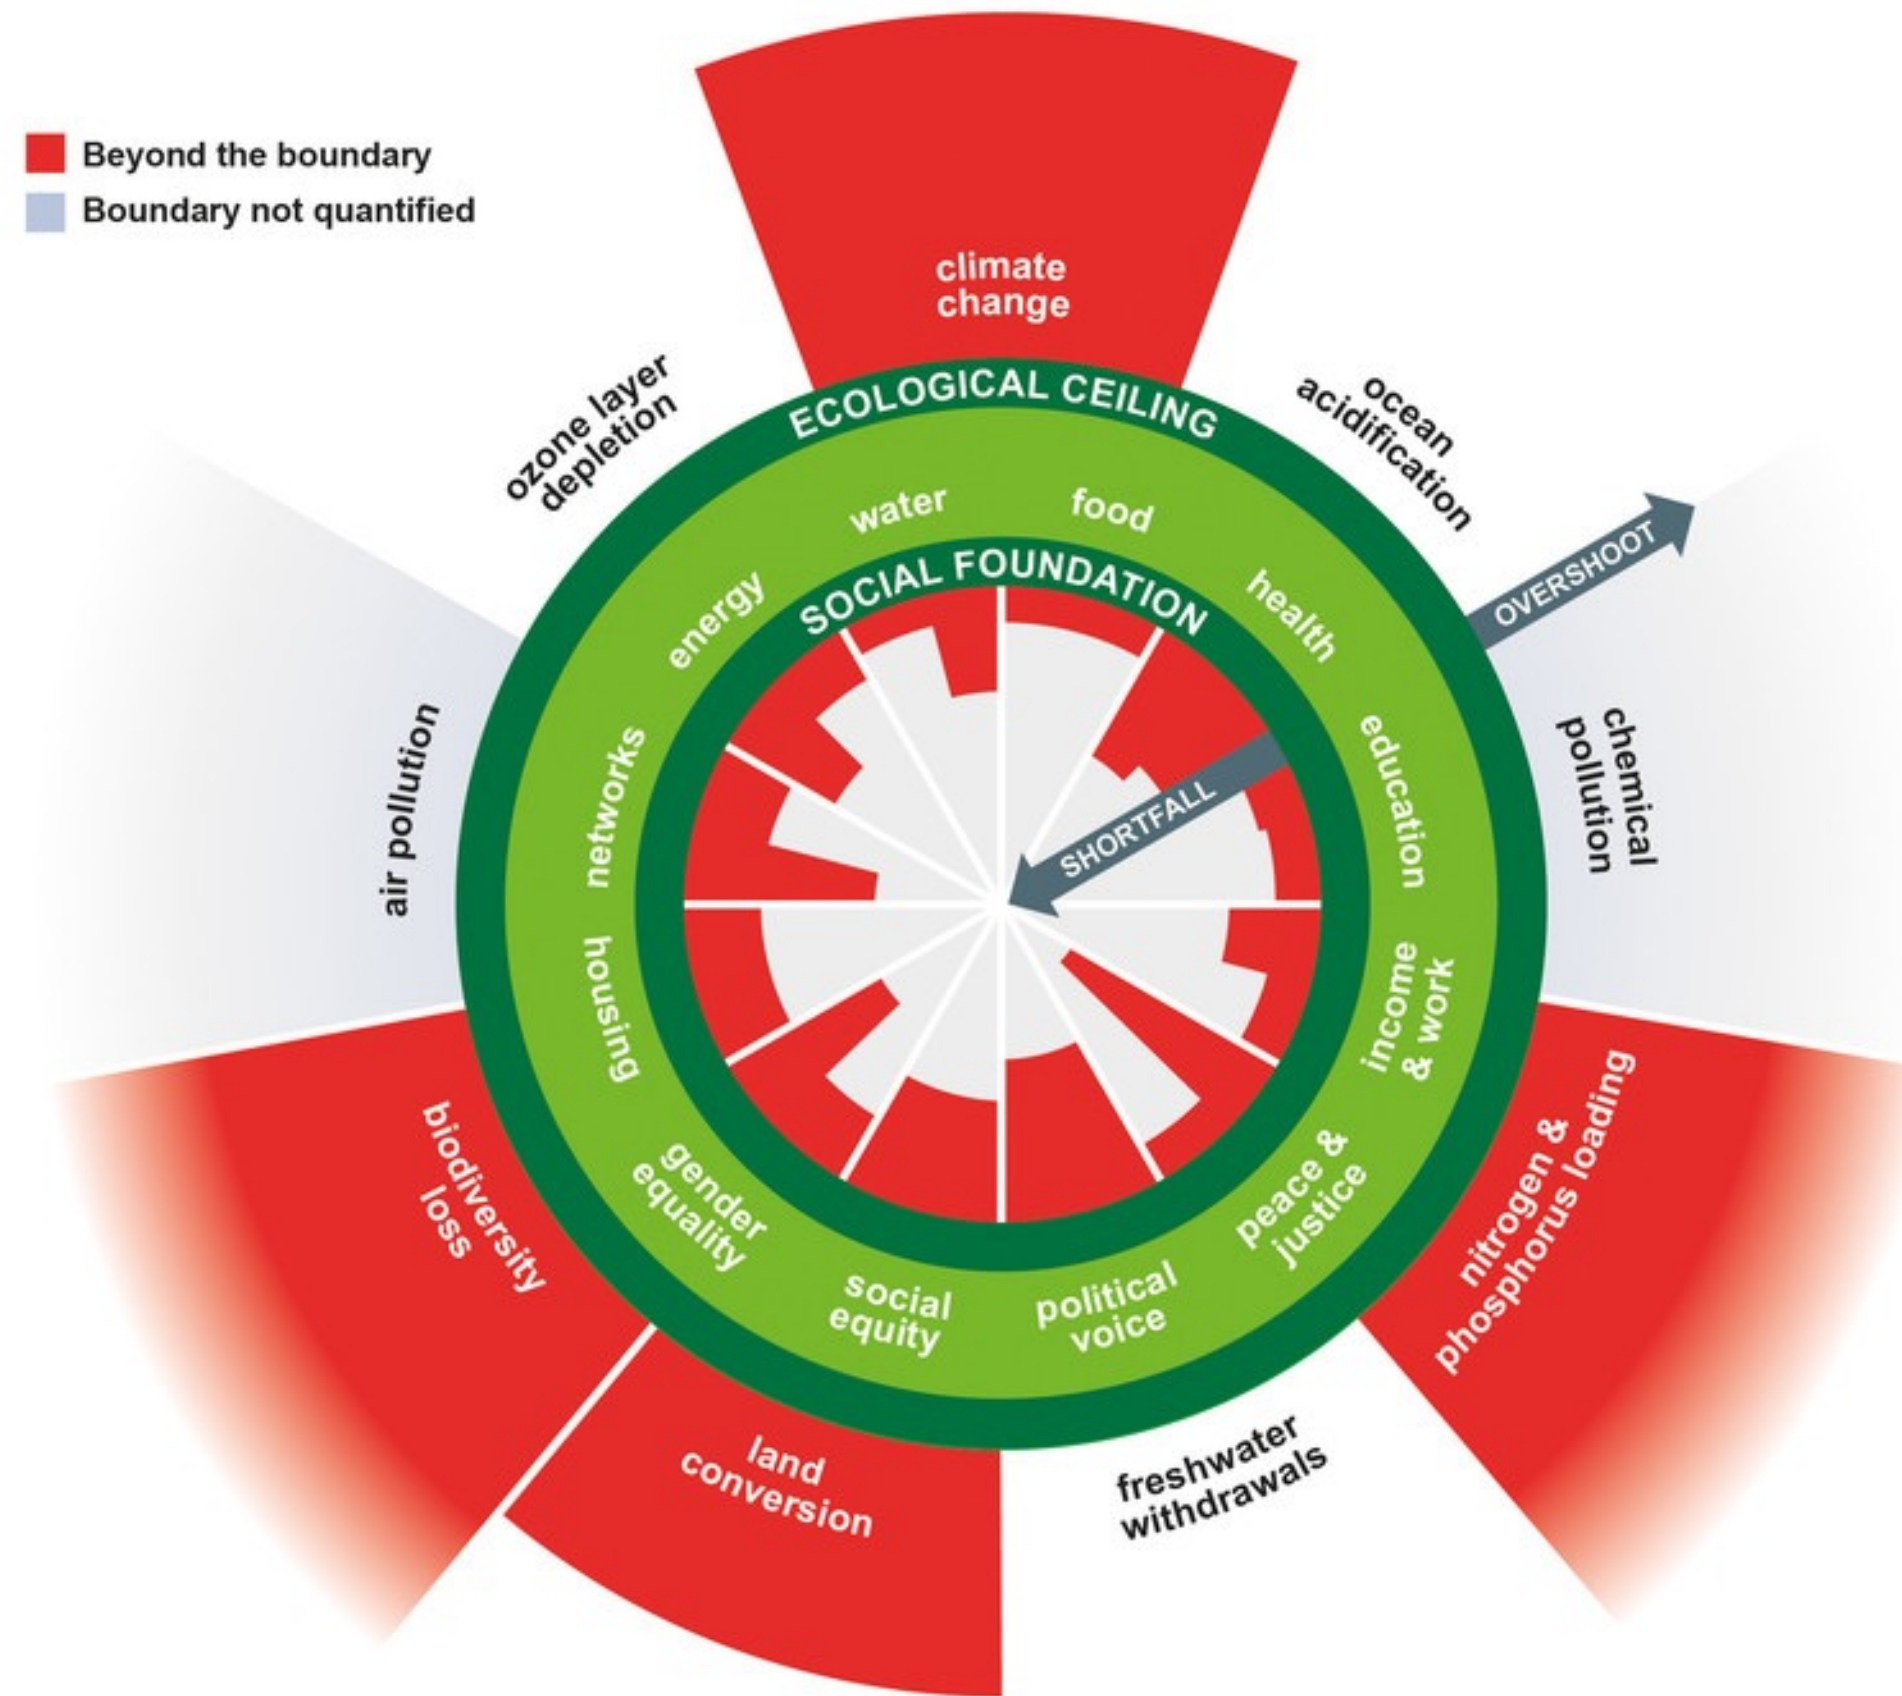 Beyond the boundary
Boundary not quantified
climate
change
ozone layer
depletion
ocean
acidification
ECOLOGICAL CEILING
water
food
OVERSHOOT
SOCIAL FOUNDATION
energy
health
air pollution
networks
education
chemical
pollution
SHORTFALL
housing
income
& work
biodiversity
loss
gender
equality
peace &
justice
nitrogen &
phosphorus loading
social
equity
political
voice
land
conversion
freshwater
withdrawals